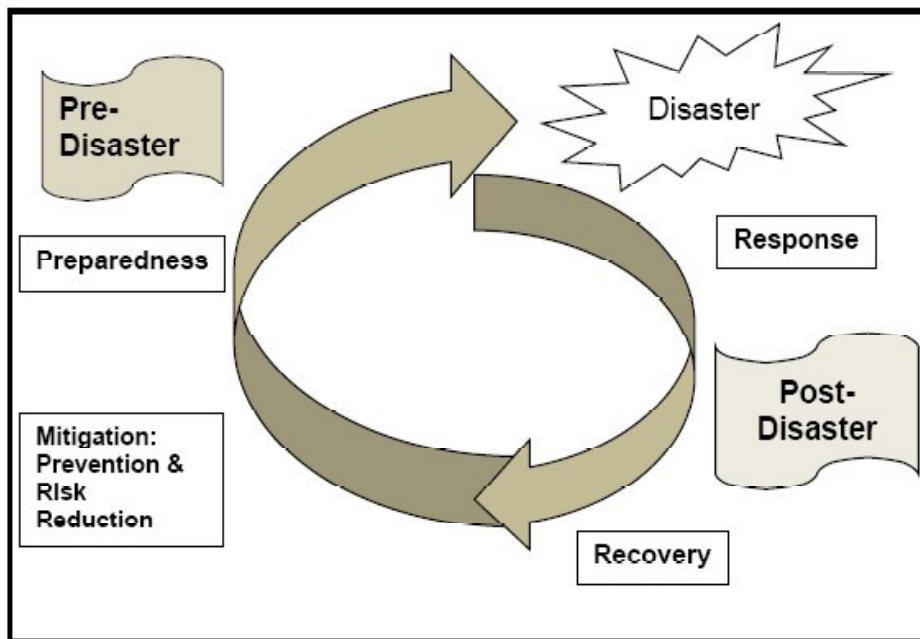 Pre-
Disaster
Disaster
Preparedness
Response
Post-
Disaster
Mitigation:
Prevention &
RIsk
Reduction
Recovery